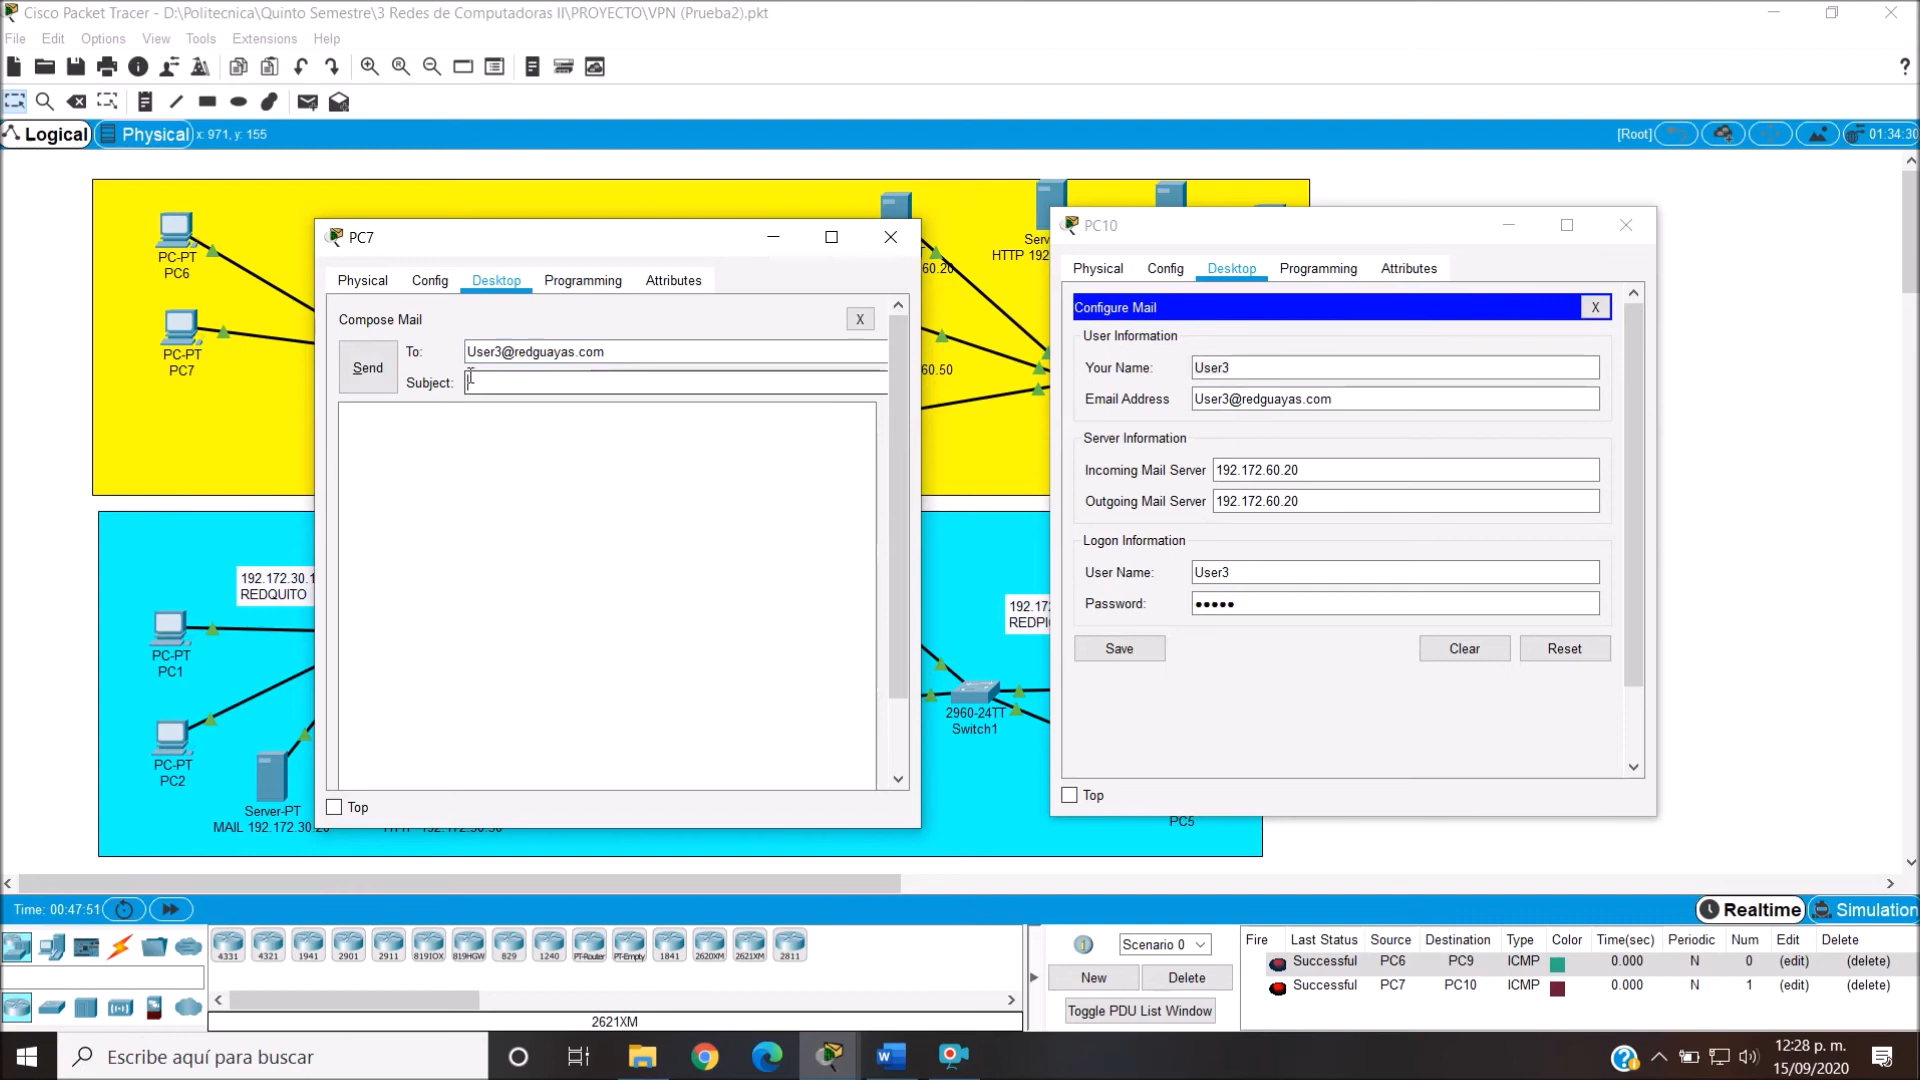 Cisco Packet Tracer - D:\Politecnica\Quinto Semestre\3 Redes de Computadoras II\PROYECTO\VPN (Prueba2).pkt
File Edit Options View Tools Extensions Help
?
Logical Physical x: 971, y: 155 [Root] 01:34:30
PC-PT
PC6
PC-PT
PC7
60.20
60.50
HTTP 192
PC7
Physical Config Desktop Programming Attributes
Compose Mail X
Send
To: User3@redguayas.com
Subject:
Top
PC10
Physical Config Desktop Programming Attributes
Configure Mail X
User Information
Your Name: User3
Email Address User3@redguayas.com
Server Information
Incoming Mail Server 192.172.60.20
Outgoing Mail Server 192.172.60.20
Logon Information
User Name: User3
Password: •••••
Save Clear Reset
Top
192.172.30.1
REDQUITO
PC-PT
PC1
PC-PT
PC2
Server-PT
MAIL 192.172.30.20
2960-24TT
Switch1
PC5
Time: 00:47:51 Realtime Simulation
4331 4321 1941 2901 2911 819IOX 819HGW 829 1240 PT-Router PT-Empty 1841 2620XM 2621XM 2811
2621XM
Scenario 0
New Delete
Toggle PDU List Window
Fire Last Status Source Destination Type Color Time(sec) Periodic Num Edit Delete
Successful PC6 PC9 ICMP 0.000 N 0 (edit) (delete)
Successful PC7 PC10 ICMP 0.000 N 1 (edit) (delete)
Escribe aquí para buscar
12:28 p. m.
15/09/2020